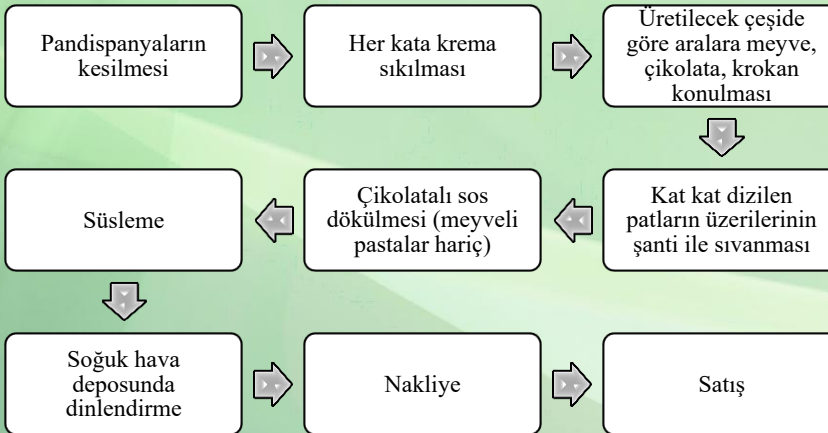 Pandispanyaların
kesilmesi
Her kata krema
sıkılması
Üretilecek çeşide
göre aralara meyve,
çikolata, krokan
konulması
Kat kat dizilen
patların üzerilerinin
şanti ile sıvanması
Çikolatalı sos
dökülmesi (meyveli
pastalar hariç)
Süsleme
Soğuk hava
deposunda
dinlendirme
Nakliye
Satış